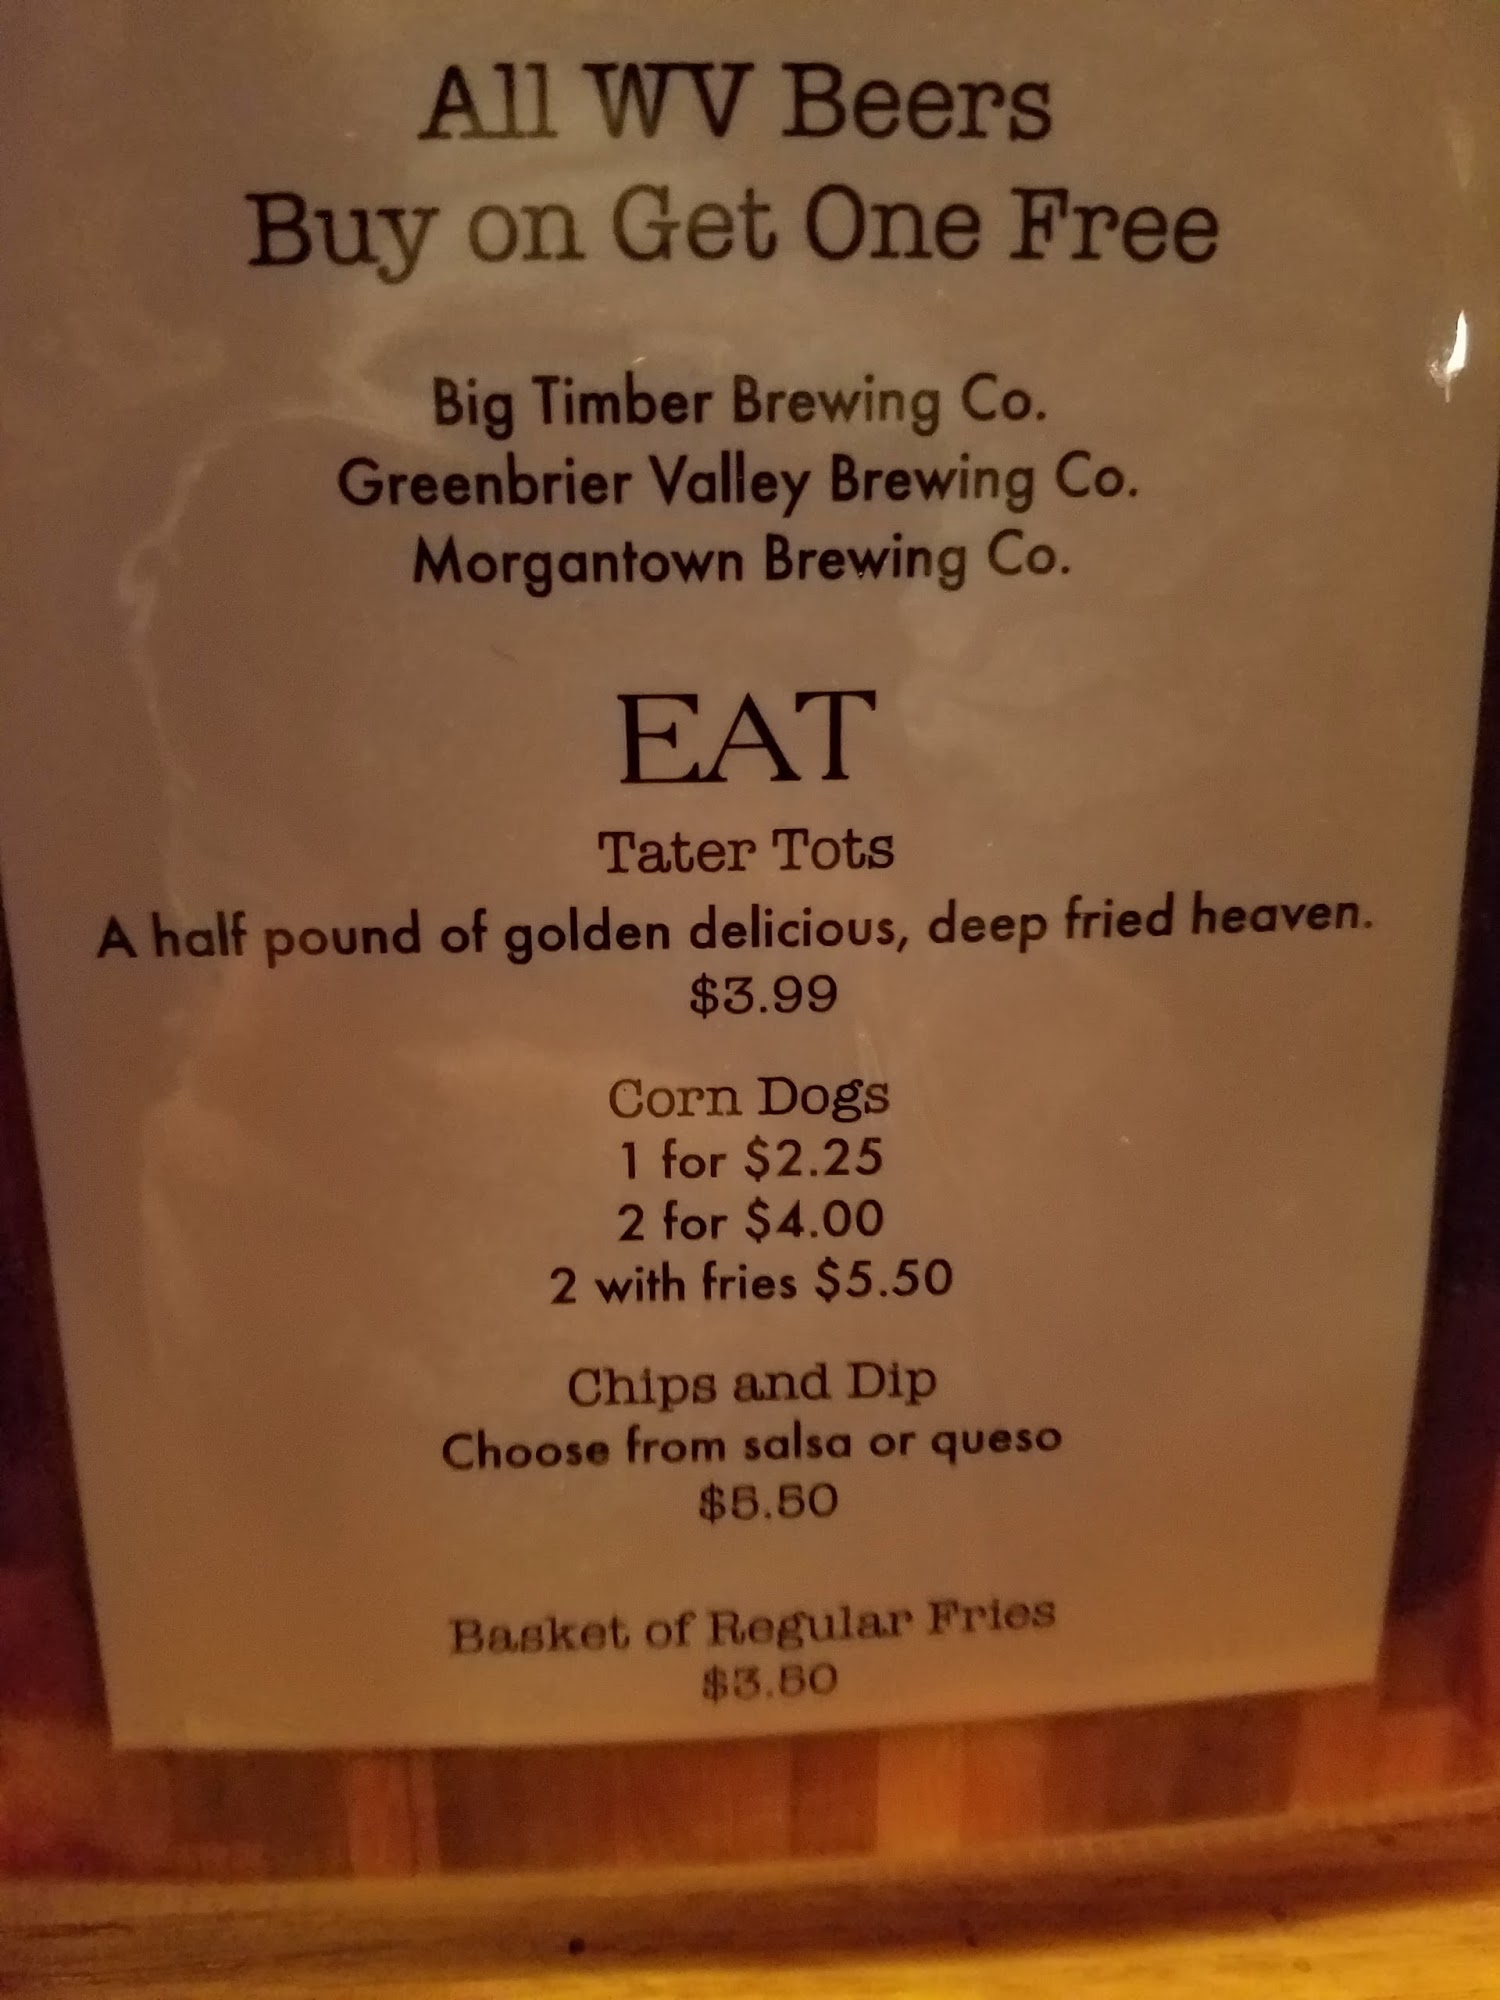 All WV Beers
Buy on Get One Free
Big Timber Brewing Co.
Greenbrier Valley Brewing Co.
Morgantown Brewing Co.
EAT
Tater Tots
A half pound of golden delicious, deep fried heaven.
$3.99
Corn Dogs
1 for $2.25
2 for $4.00
2 with fries $5.50
Chips and Dip
Choose from salsa or queso
$5.50
Basket of Regular Fries
$3.50